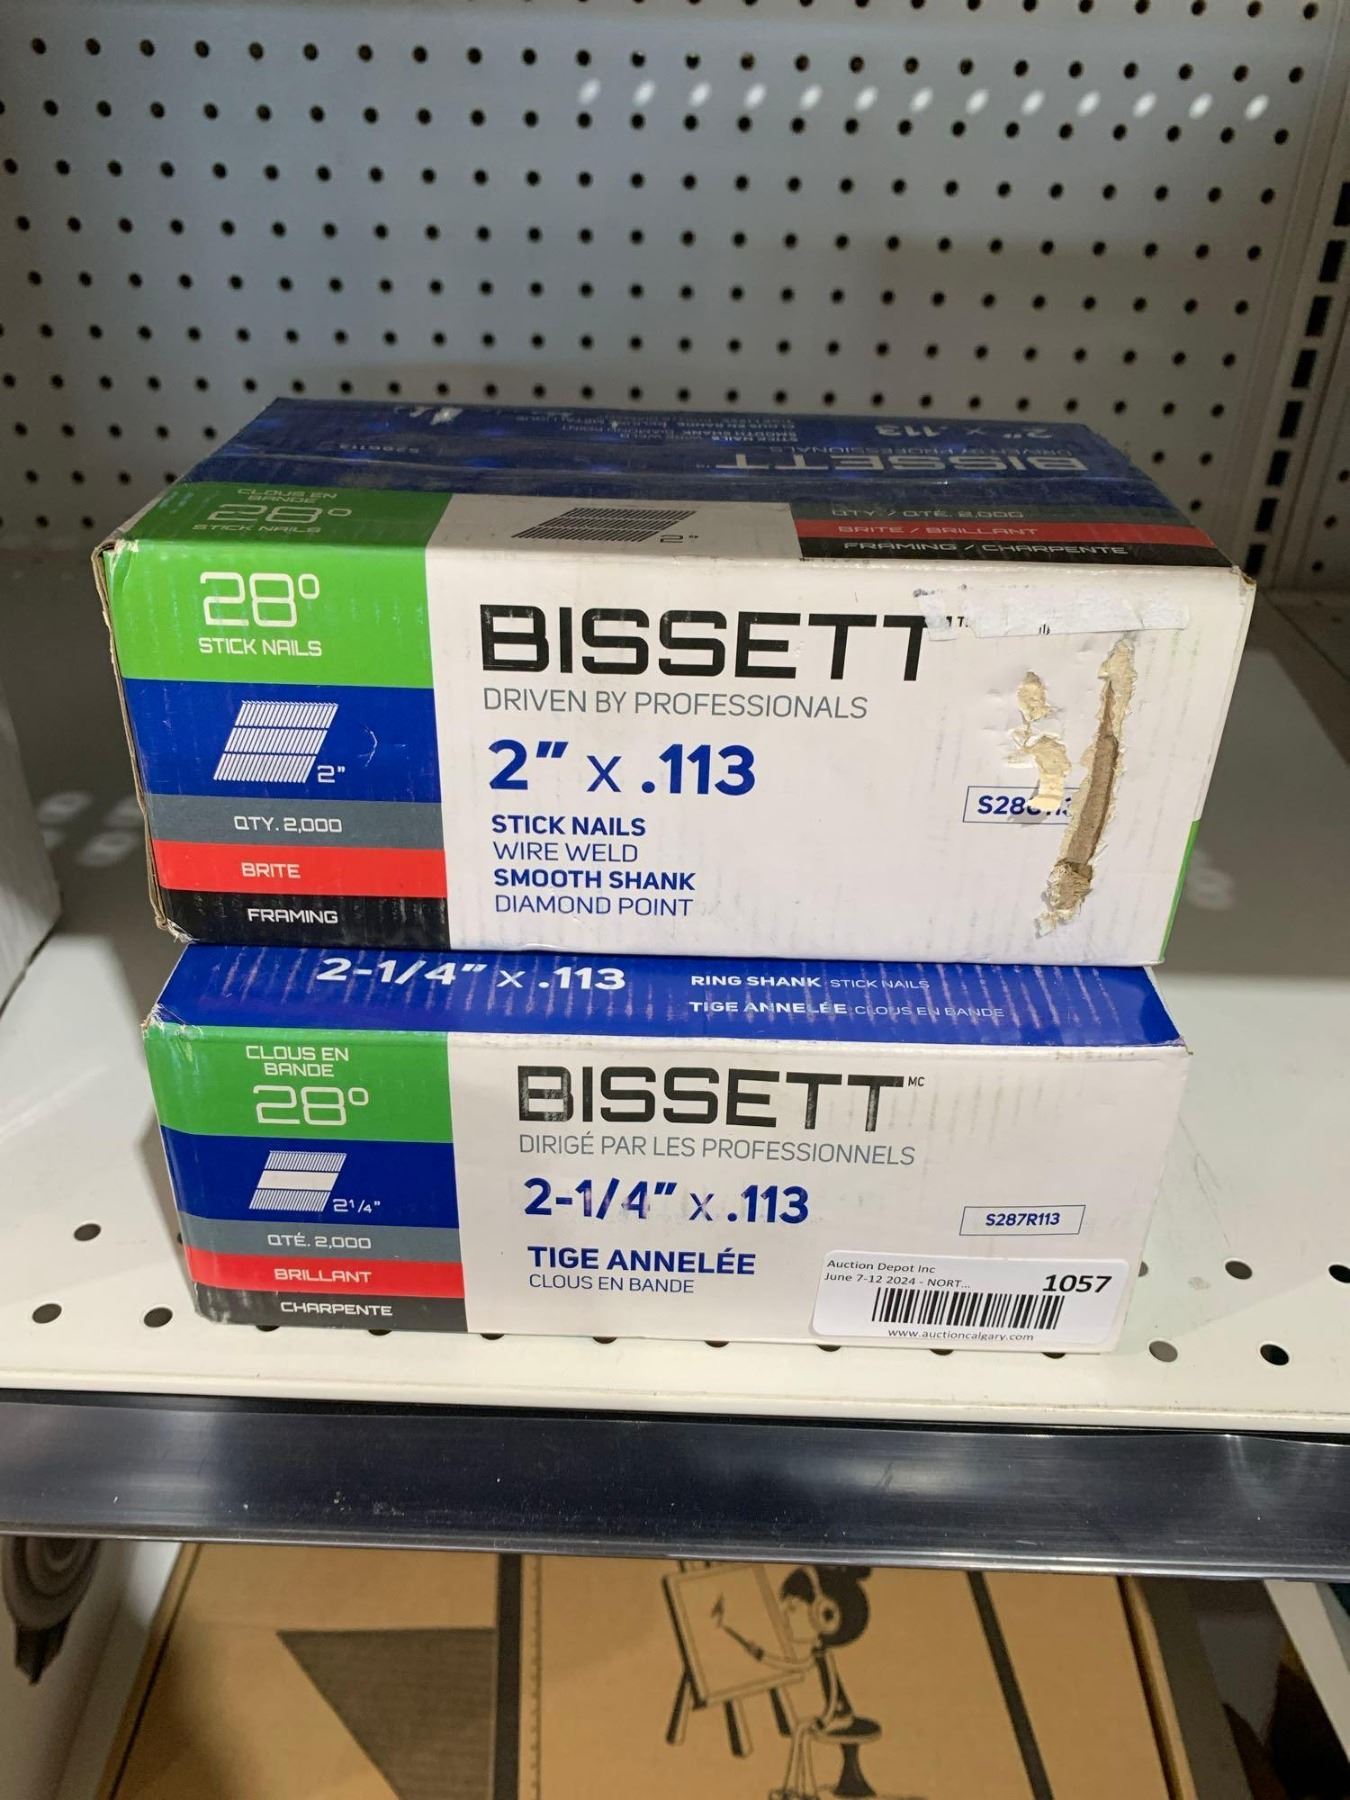 BISSETT
2" x .113
CLOUS EN
BANDE
28°
STICK NAILS
2"
QTY. / QTÉ. 2,000
BRITE / BRILLANT
FRAMING / CHARPENTE
28°
STICK NAILS
2"
QTY. 2,000
BRITE
FRAMING
BISSETT
DRIVEN BY PROFESSIONALS
2" x .113
STICK NAILS
WIRE WELD
SMOOTH SHANK
DIAMOND POINT
2-1/4" x .113
RING SHANK STICK NAILS
TIGE ANNELÉE CLOUS EN BANDE
CLOUS EN
BANDE
28°
2 1/4"
QTÉ. 2,000
BRILLANT
CHARPENTE
BISSETT MC
DIRIGÉ PAR LES PROFESSIONNELS
2-1/4" x .113
S287R113
TIGE ANNELÉE
CLOUS EN BANDE
Auction Depot Inc
June 7-12 2024 - NORT...
1057
www.auctioncalgary.com